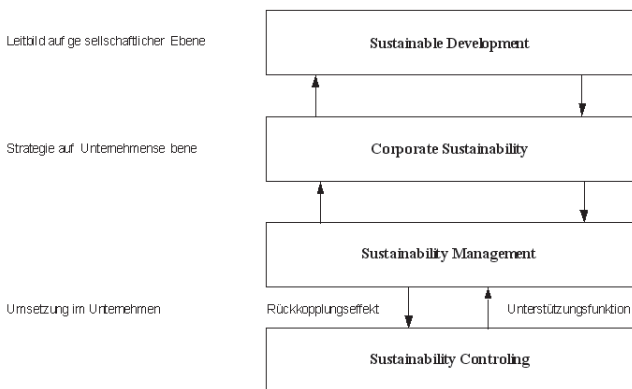 Leitbild auf ge sellschaftlicher Ebene
Sustainable Development
Strategie auf Unternehmense bene
Corporate Sustainability
Sustainability Management
Umsetzung im Unternehmen
Rückkopplungseffekt
Unterstützungsfunktion
Sustainability Controling